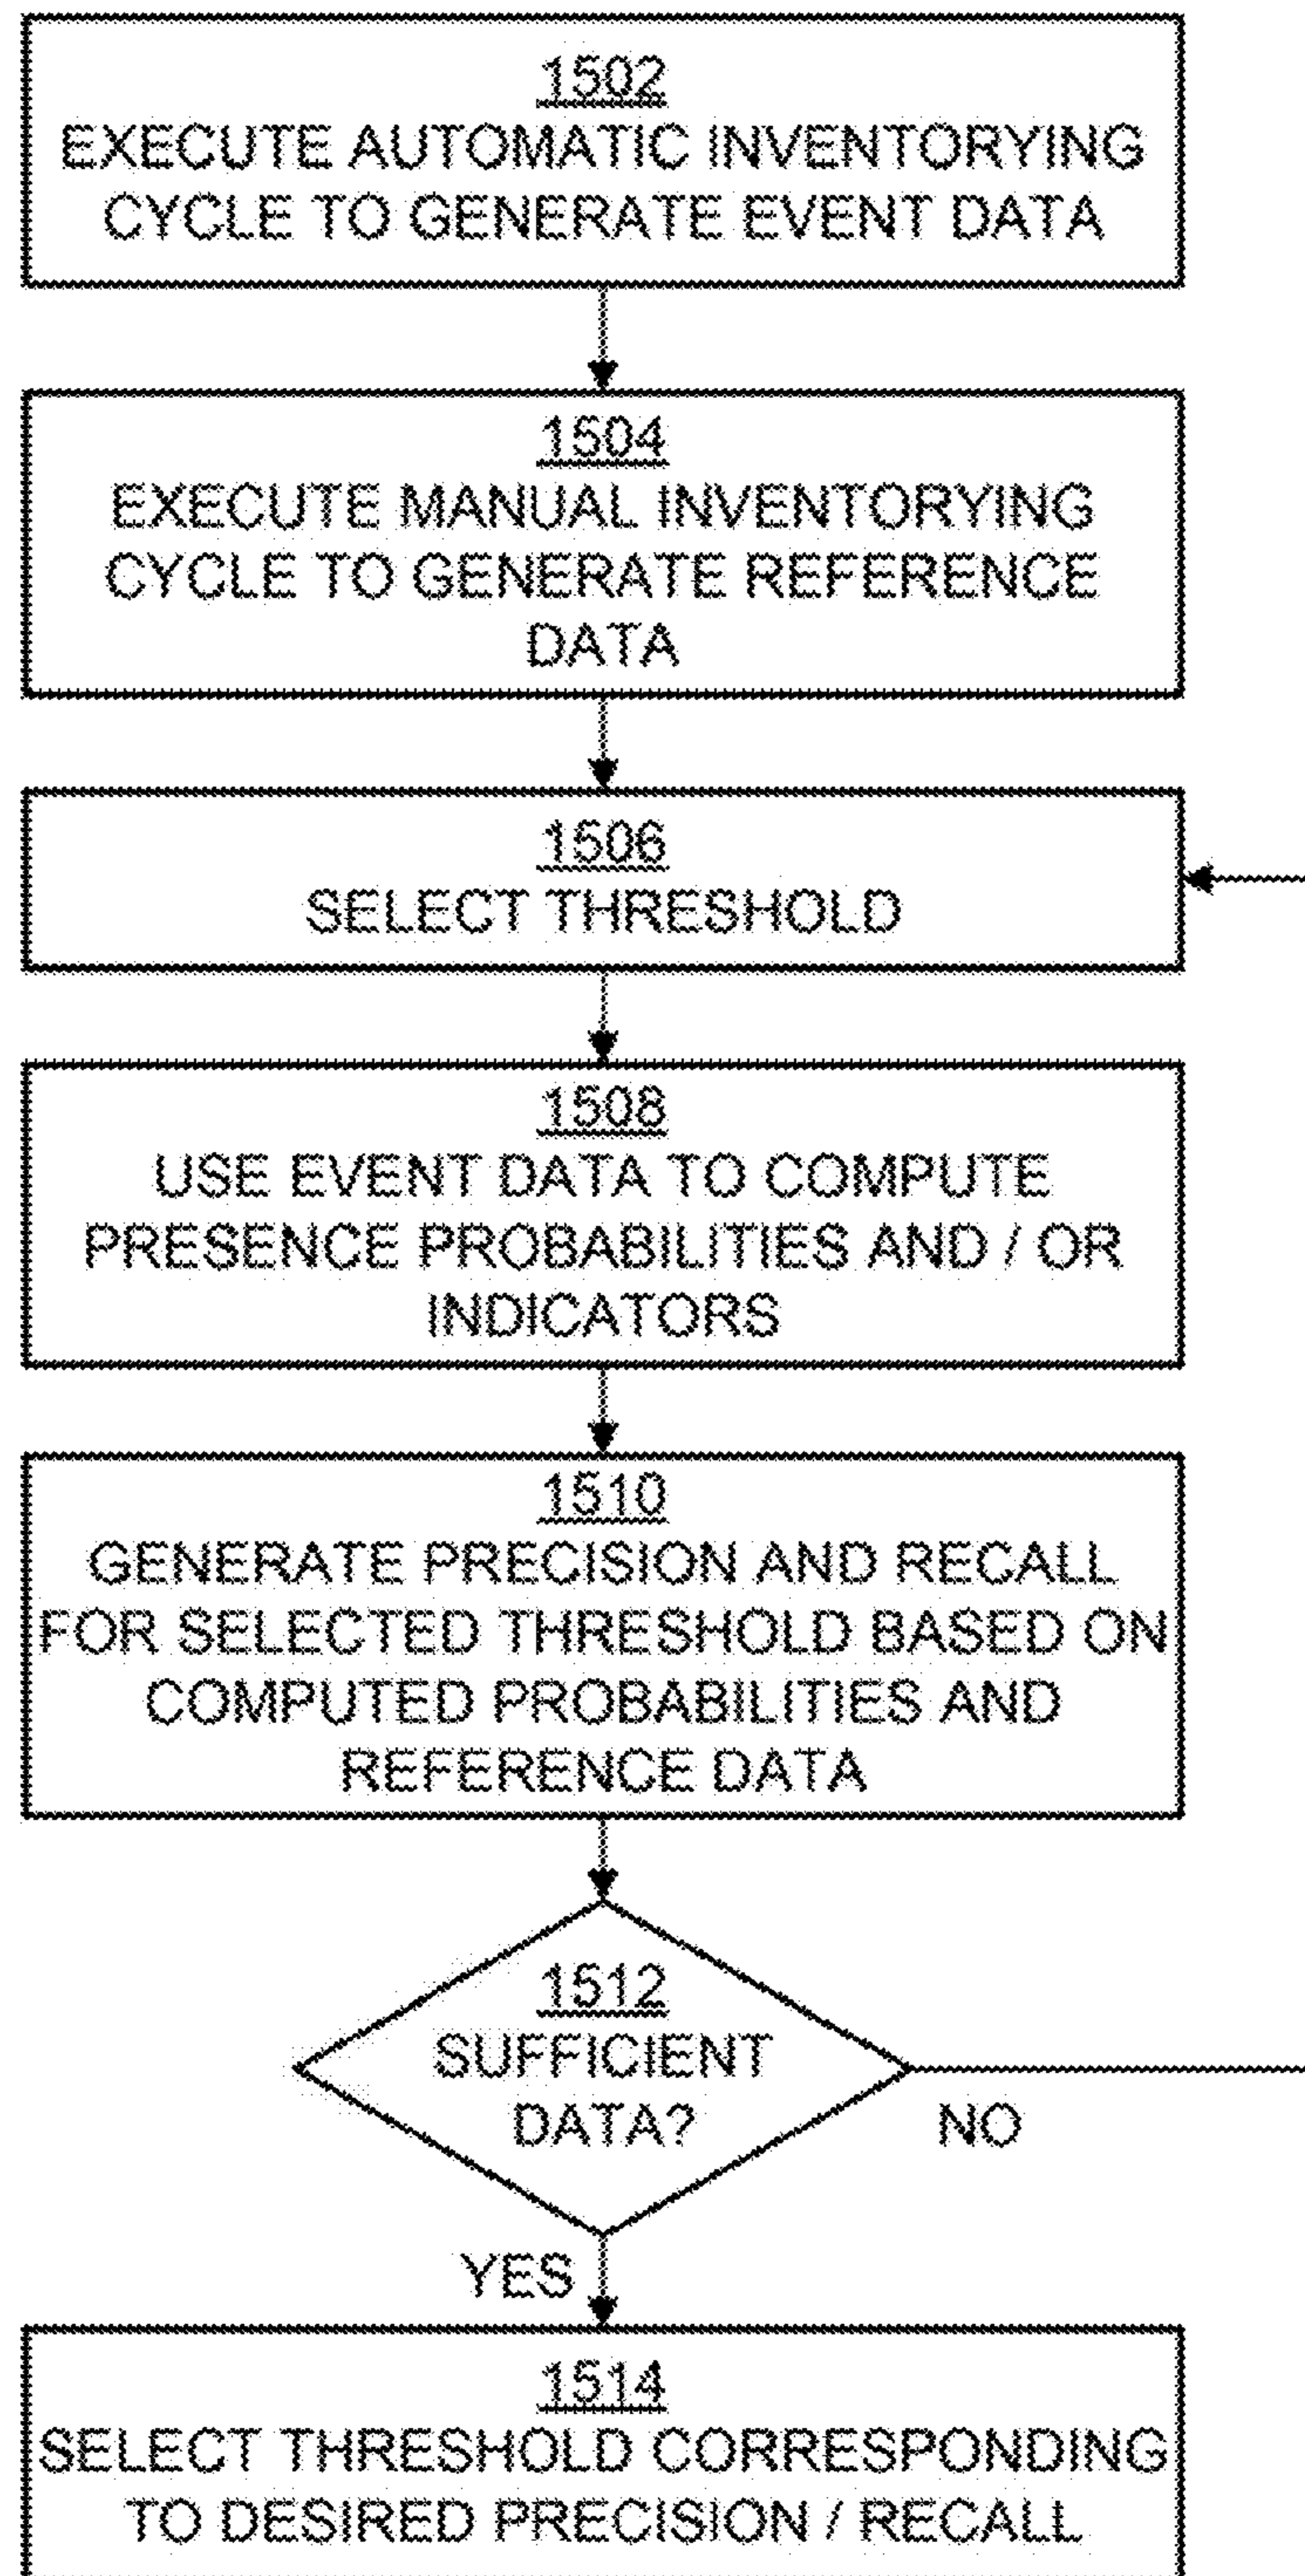 1502
EXECUTE AUTOMATIC INVENTORYING
CYCLE TO GENERATE EVENT DATA
1504
EXECUTE MANUAL INVENTORYING
CYCLE TO GENERATE REFERENCE
DATA
1506
SELECT THRESHOLD
1508
USE EVENT DATA TO COMPUTE
PRESENCE PROBABILITIES AND / OR
INDICATORS
1510
GENERATE PRECISION AND RECALL
FOR SELECTED THRESHOLD BASED ON
COMPUTED PROBABILITIES AND
REFERENCE DATA
1512
SUFFICIENT
DATA?
NO
YES
1514
SELECT THRESHOLD CORRESPONDING
TO DESIRED PRECISION / RECALL